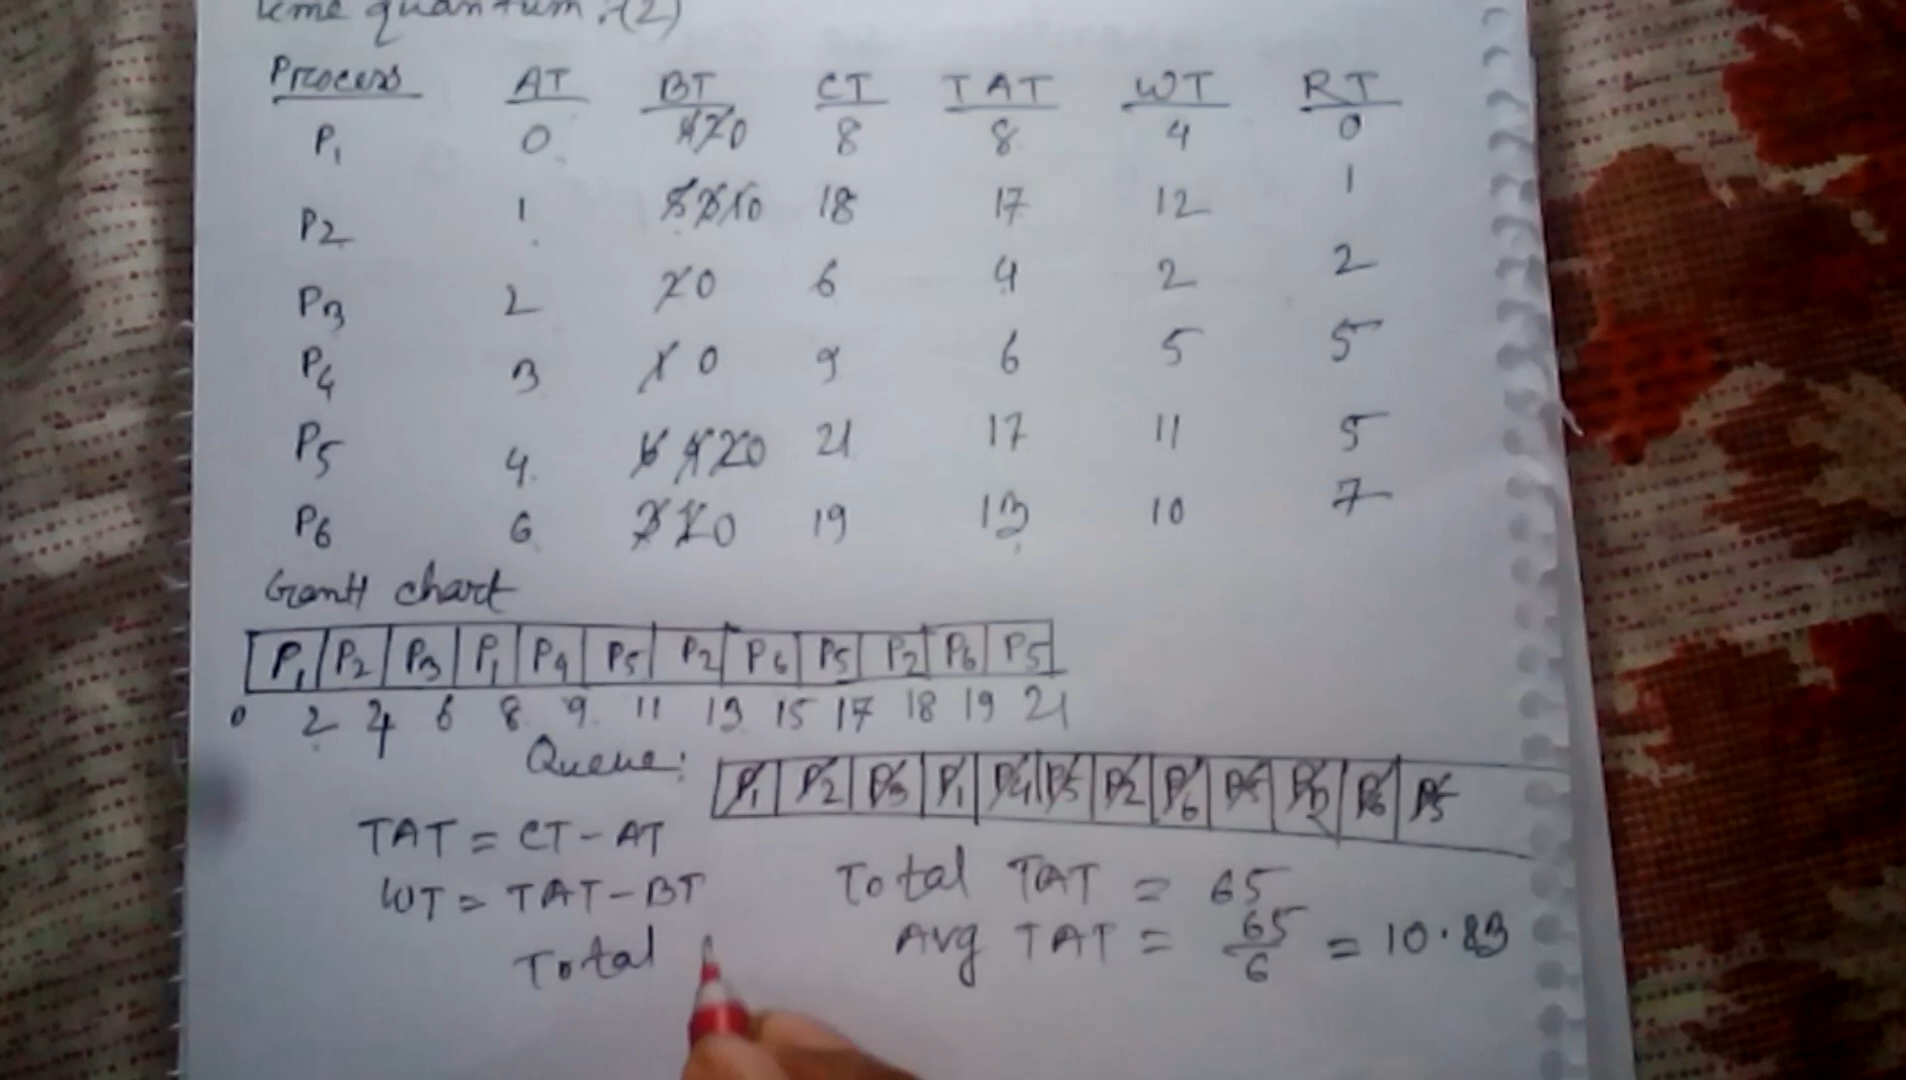 time quantum. (2)
Process AT BT CT TAT WT RT
P1 0 420 8 8 4 0
P2 1 5310 18 17 12 1
P3 2 20 6 4 2 2
P4 3 10 9 6 5 5
P5 4 6420 21 17 11 5
P6 6 310 19 13 10 7
Gantt chart
P1 P2 P3 P1 P4 P5 P2 P6 P5 P2 P6 P5
0 2 4 6 8 9 11 13 15 17 18 19 21
Queue: P1 P2 P3 P1 P4 P5 P2 P6 P5 P2 P6 P5
TAT = CT - AT
WT = TAT - BT
Total TAT = 65
Avg TAT = 65/6 = 10.83
Total